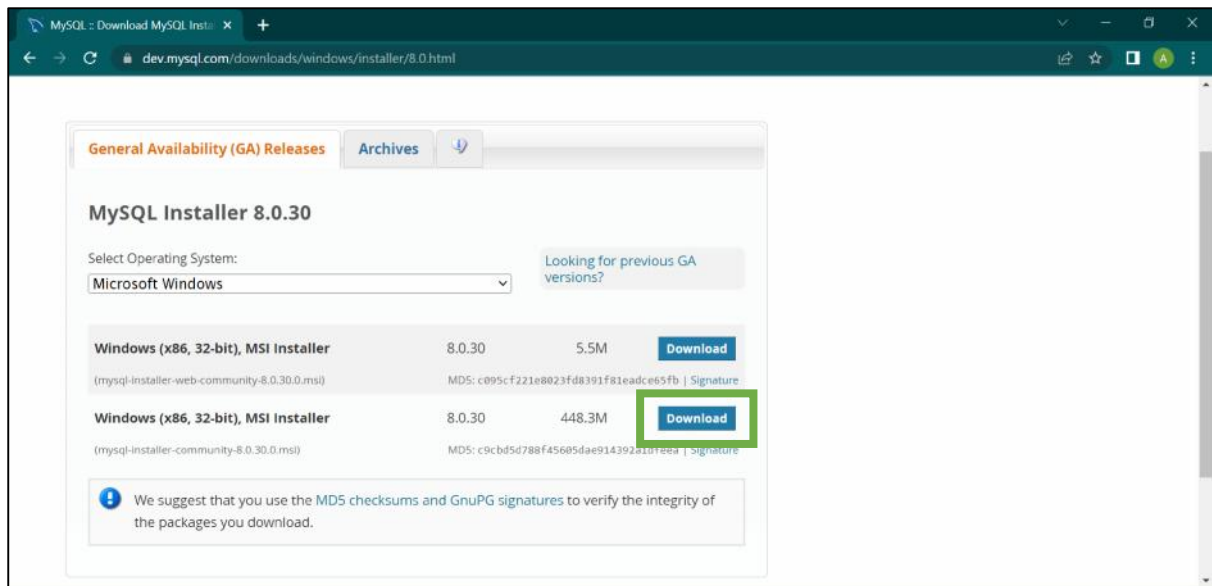 MySQL :: Download MySQL Insta
dev.mysql.com/downloads/windows/installer/8.0.html
A
General Availability (GA) Releases
Archives
MySQL Installer 8.0.30
Select Operating System:
Microsoft Windows
Looking for previous GA
versions?
Windows (x86, 32-bit), MSI Installer 8.0.30 5.5M Download
(mysql-installer-web-community-8.0.30.0.msi) MD5: c095cf221e8023fd8391f81eadce65fb | Signature
Windows (x86, 32-bit), MSI Installer 8.0.30 448.3M Download
(mysql-installer-community-8.0.30.0.msi) MD5: | Signature
We suggest that you use the MD5 checksums and GnuPG signatures to verify the integrity of
the packages you download.